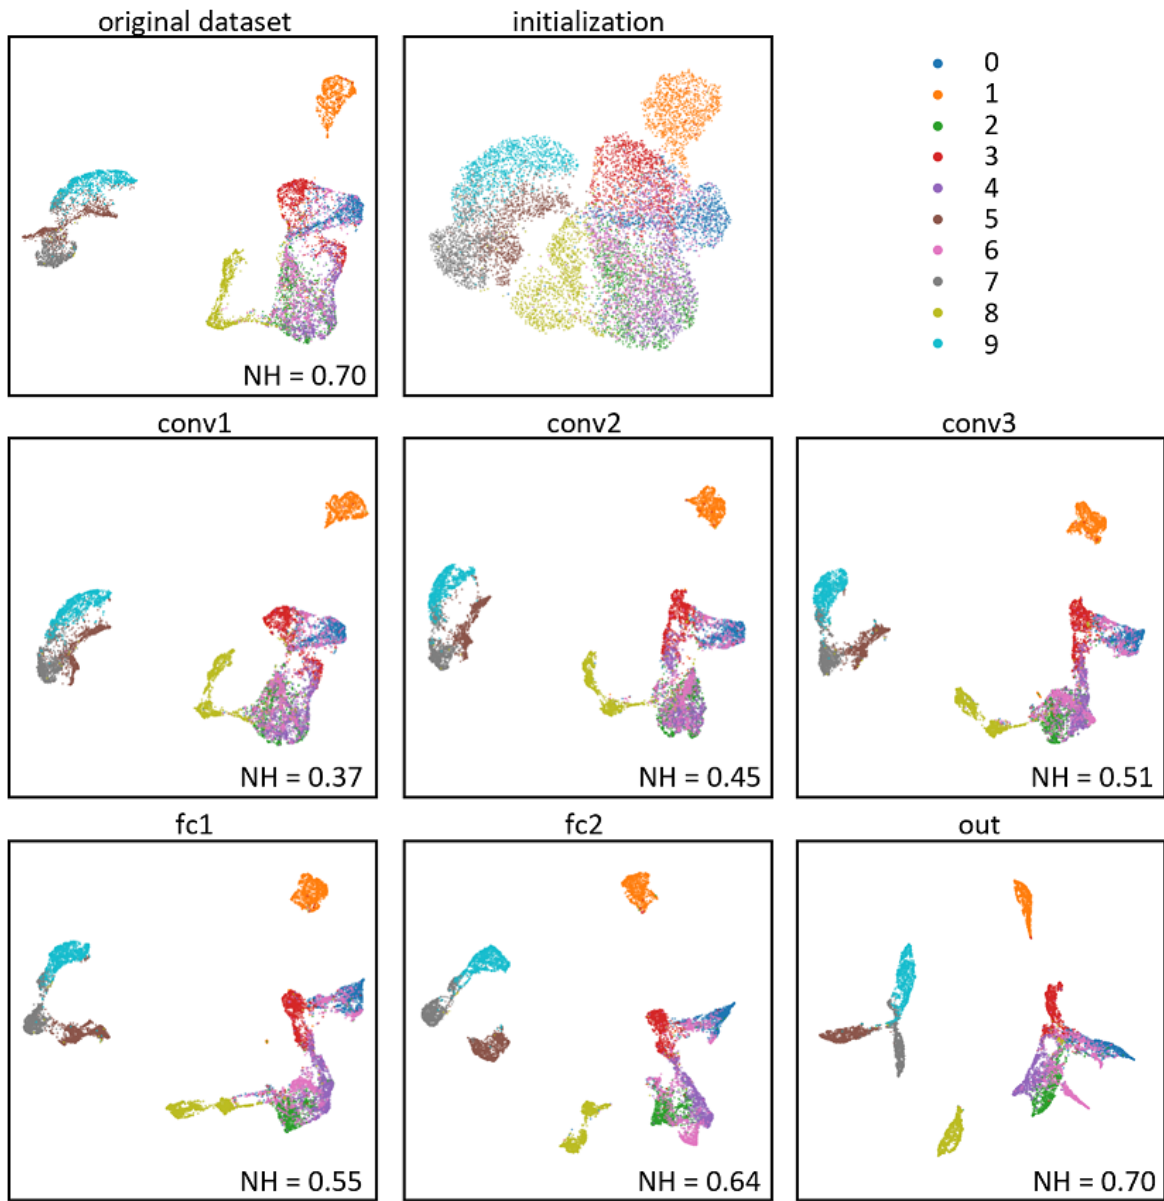 original dataset
initialization
0
1
2
3
4
5
6
7
8
9
NH = 0.70
conv1
conv2
conv3
NH = 0.37
NH = 0.45
NH = 0.51
fc1
fc2
out
NH = 0.55
NH = 0.64
NH = 0.70